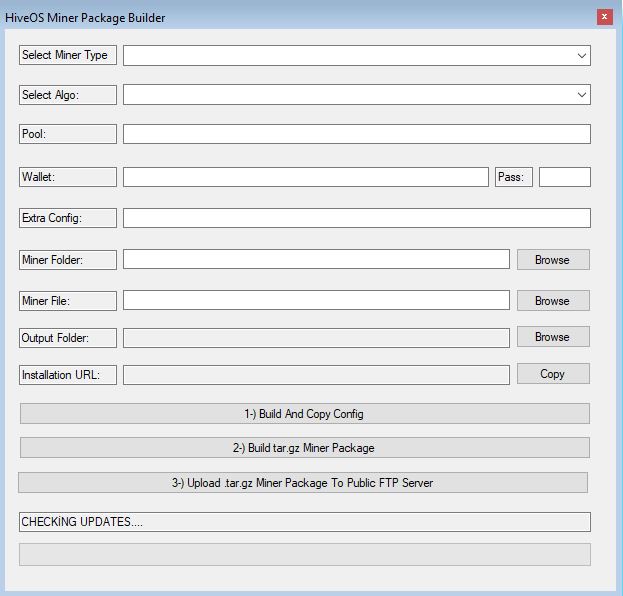 HiveOS Miner Package Builder
x
Select Miner Type
Select Algo:
Pool:
Wallet:
Pass:
Extra Config:
Miner Folder:
Browse
Miner File:
Browse
Output Folder:
Browse
Installation URL:
Copy
1-) Build And Copy Config
2-) Build tar.gz Miner Package
3-) Upload .tar.gz Miner Package To Public FTP Server
CHECKİNG UPDATES....